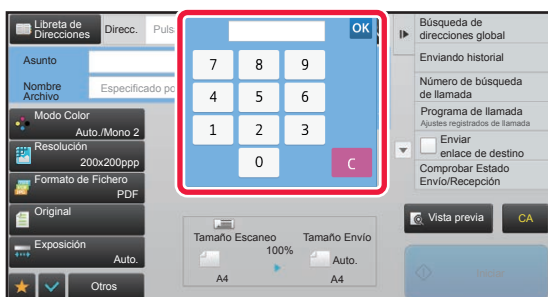 Libreta de
Direcciones
Direcc.
Puls
OK
Búsqueda de
direcciones global
Asunto
Enviando historial
Nombre
Archivo
Especificado po
7 8 9
4 5 6
1 2 3
0 C
Número de búsqueda
de llamada
Programa de llamada
Ajustes registrados de llamada
Enviar
enlace de destino
Comprobar Estado
Envío/Recepción
Modo Color
Auto./Mono 2
Resolución
200x200ppp
Formato de Fichero
PDF
Original
Exposición
Auto.
Otros
Tamaño Escaneo
100%
Tamaño Envío
Auto.
A4
A4
Vista previa
CA
Iniciar